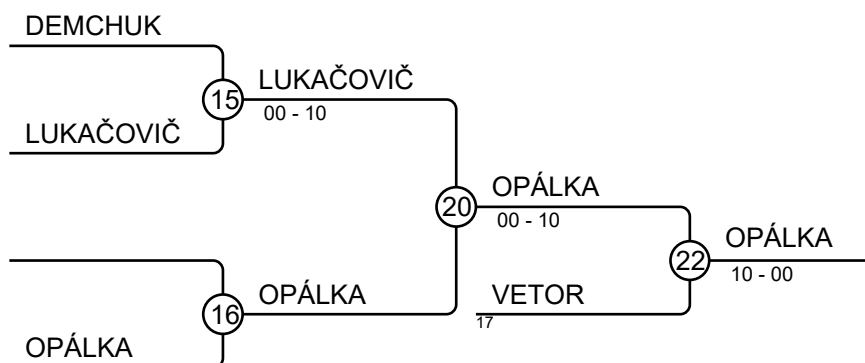 DEMCHUK
15
LUKAČOVIČ
00 - 10
LUKAČOVIČ
20
OPÁLKA
00 - 10
22
OPÁLKA
10 - 00
16
OPÁLKA
VETOR
17
OPÁLKA